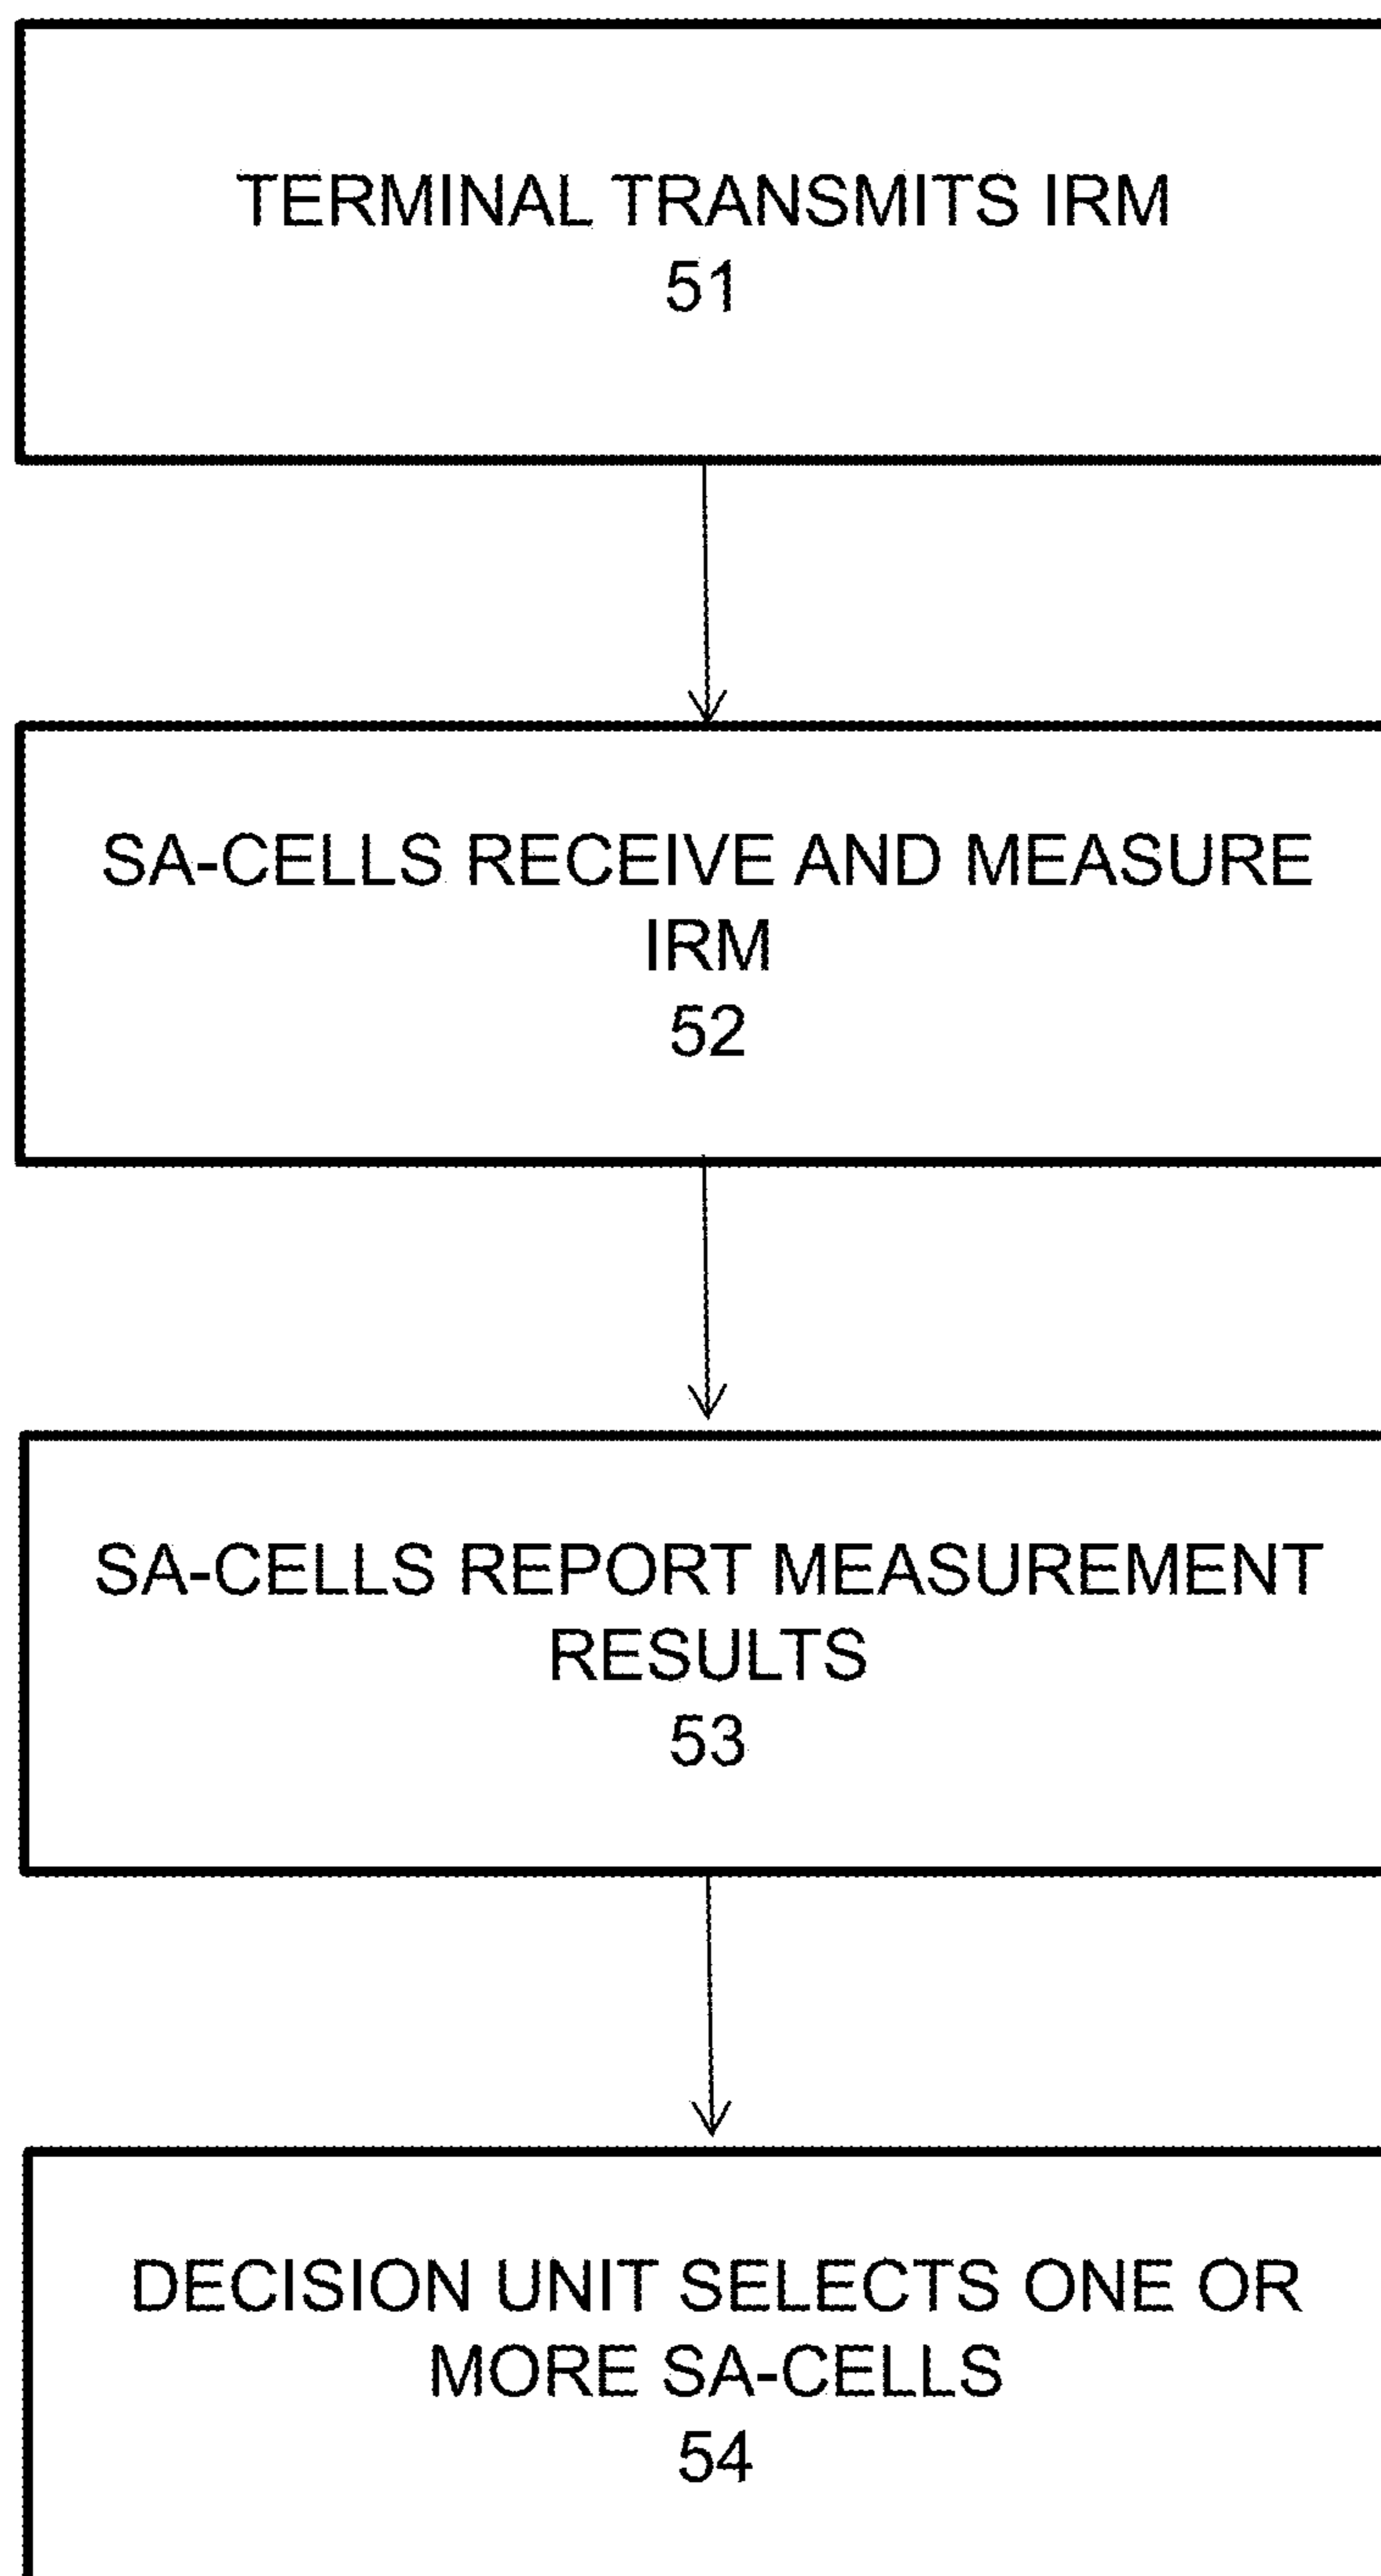 TERMINAL TRANSMITS IRM
51
SA-CELLS RECEIVE AND MEASURE
IRM
52
SA-CELLS REPORT MEASUREMENT
RESULTS
53
DECISION UNIT SELECTS ONE OR
MORE SA-CELLS
54